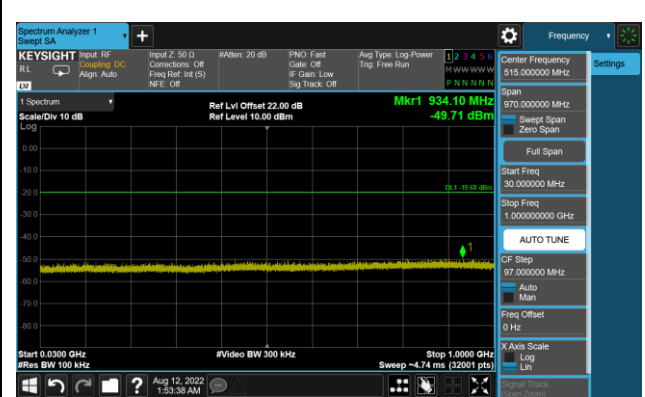 Spectrum Analyzer 1
Swept SA
Frequency
KEYSIGHT
RL
LXI
Input: RF
Coupling: DC
Align: Auto
Input Z: 50 Ω
Corrections: Off
Freq Ref: Int (S)
NFE: Off
#Atten: 20 dB
PNO: Fast
Gate: Off
IF Gain: Low
Sig Track: Off
Avg Type: Log-Power
Trig: Free Run
1 2 3 4 5 6
M W W W W W
P N N N N N
1 Spectrum
Scale/Div 10 dB
Log
Ref Lvl Offset 22.00 dB
Ref Level 10.00 dBm
Mkr1 934.10 MHz
-49.71 dBm
0.00
-10.0
-20.0
-30.0
-40.0
-50.0
-60.0
-70.0
-80.0
DL1 -19.68 dBm
1
Start 0.0300 GHz
#Res BW 100 kHz
#Video BW 300 kHz
Stop 1.0000 GHz
Sweep ~4.74 ms (32001 pts)
Aug 12, 2022
1:53:38 AM
Center Frequency
515.000000 MHz
Settings
Span
970.000000 MHz
Swept Span
Zero Span
Full Span
Start Freq
30.000000 MHz
Stop Freq
1.000000000 GHz
AUTO TUNE
CF Step
97.000000 MHz
Auto
Man
Freq Offset
0 Hz
X Axis Scale
Log
Lin
Signal Track
(Span Zoom)